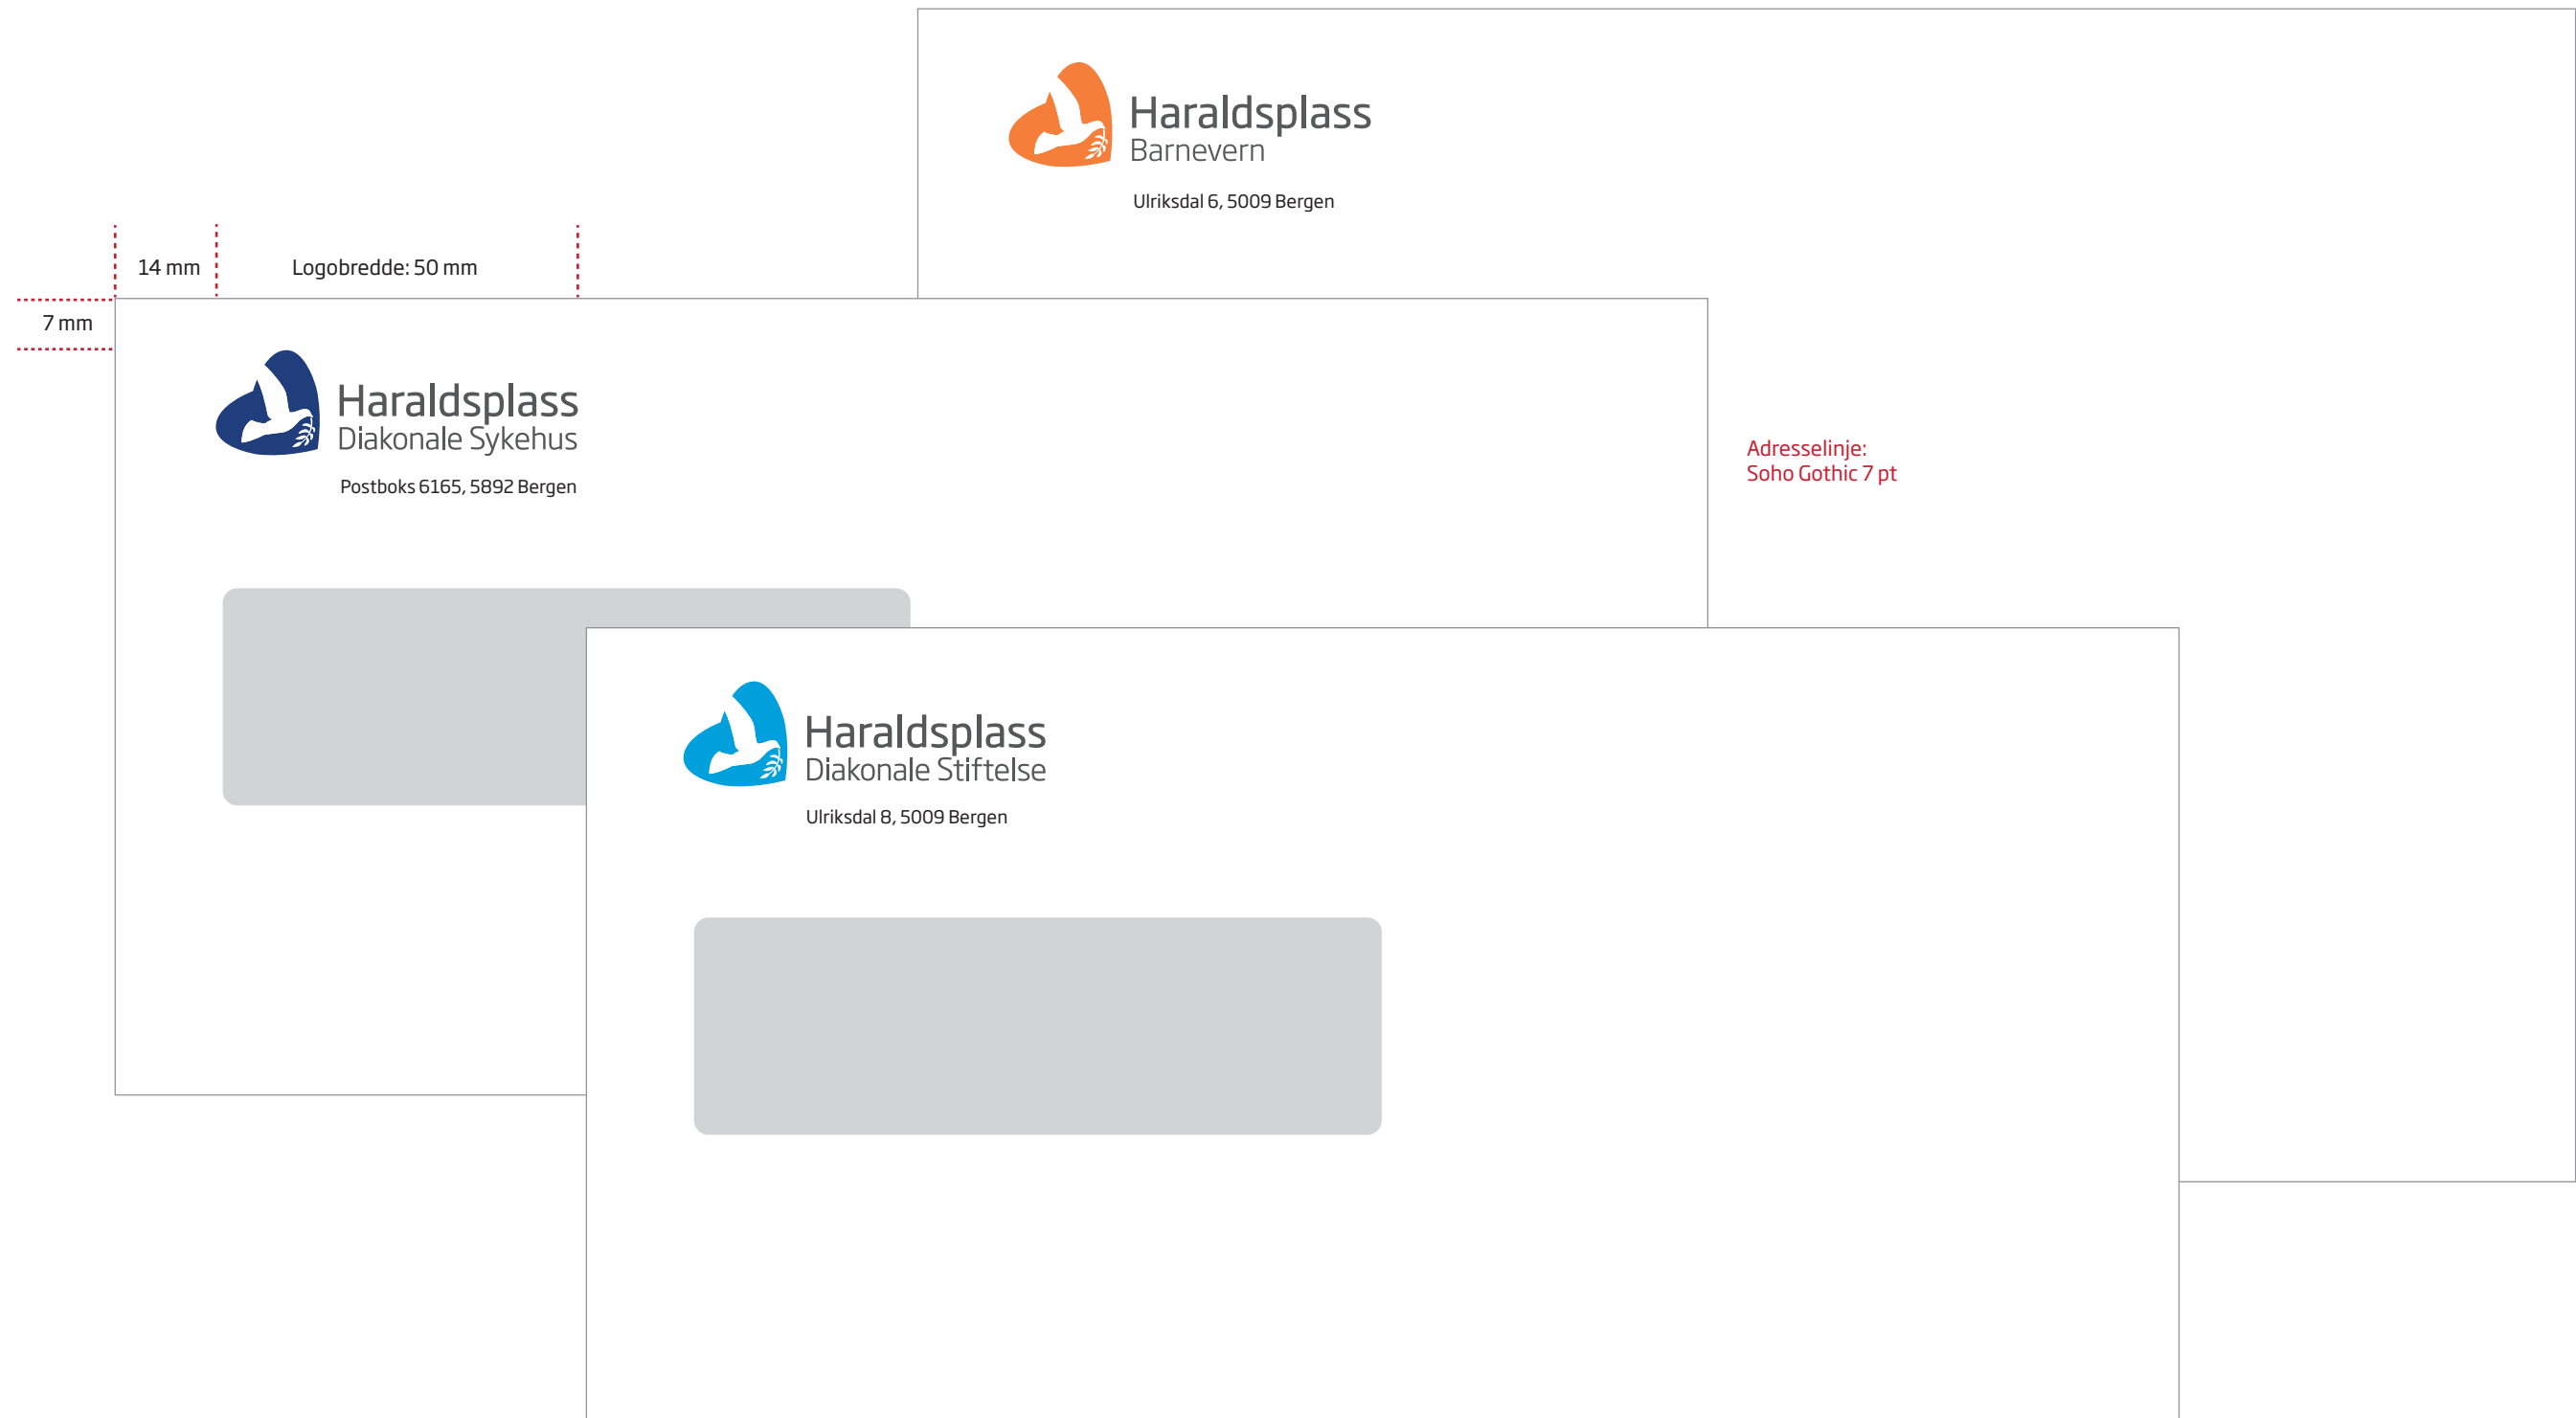 Haraldsplass
Barnevern
Ulriksdal 6, 5009 Bergen
14 mm
Logobredde: 50 mm
7 mm
Haraldsplass
Diakonale Sykehus
Postboks 6165, 5892 Bergen
Adresselinje:
Soho Gothic 7 pt
Haraldsplass
Diakonale Stiftelse
Ulriksdal 8, 5009 Bergen